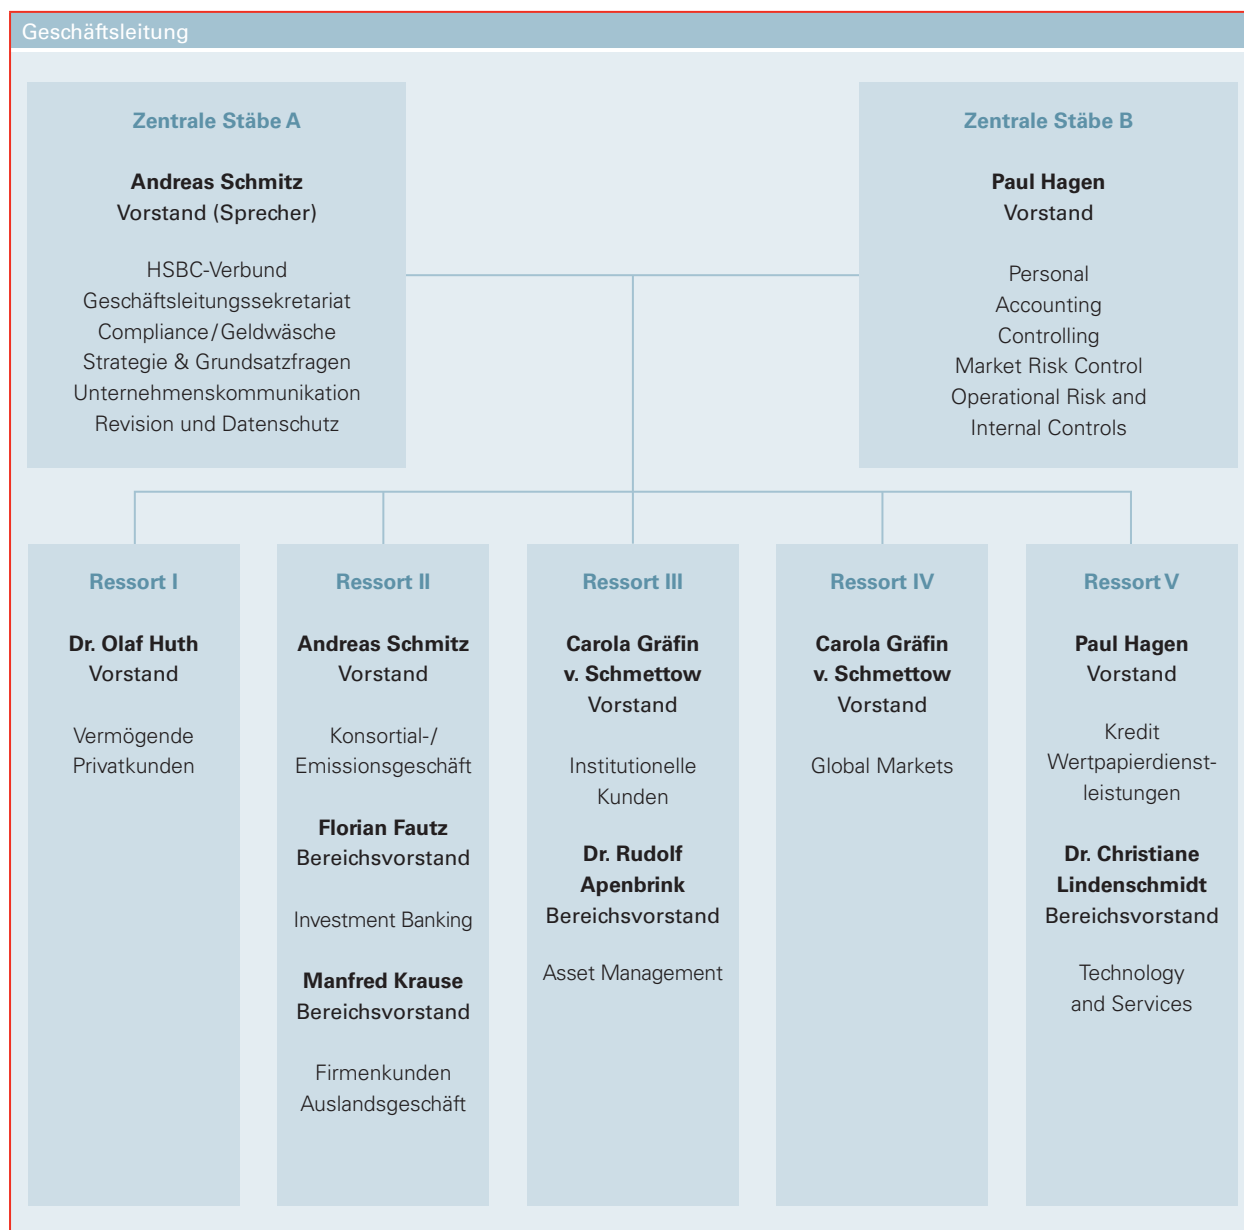 Geschäftsleitung
Zentrale Stäbe A
Andreas Schmitz
Vorstand (Sprecher)
HSBC-Verbund
Geschäftsleitungssekretariat
Compliance/Geldwäsche
Strategie & Grundsatzfragen
Unternehmenskommunikation
Revision und Datenschutz
Zentrale Stäbe B
Paul Hagen
Vorstand
Personal
Accounting
Controlling
Market Risk Control
Operational Risk and
Internal Controls
Ressort I
Dr. Olaf Huth
Vorstand
Vermögende
Privatkunden
Ressort II
Andreas Schmitz
Vorstand
Konsortial-/
Emissionsgeschäft
Florian Fautz
Bereichsvorstand
Investment Banking
Manfred Krause
Bereichsvorstand
Firmenkunden
Auslandsgeschäft
Ressort III
Carola Gräfin
v. Schmettow
Vorstand
Institutionelle
Kunden
Dr. Rudolf
Apenbrink
Bereichsvorstand
Asset Management
Ressort IV
Carola Gräfin
v. Schmettow
Vorstand
Global Markets
Ressort V
Paul Hagen
Vorstand
Kredit
Wertpapierdienst-
leistungen
Dr. Christiane
Lindenschmidt
Bereichsvorstand
Technology
and Services